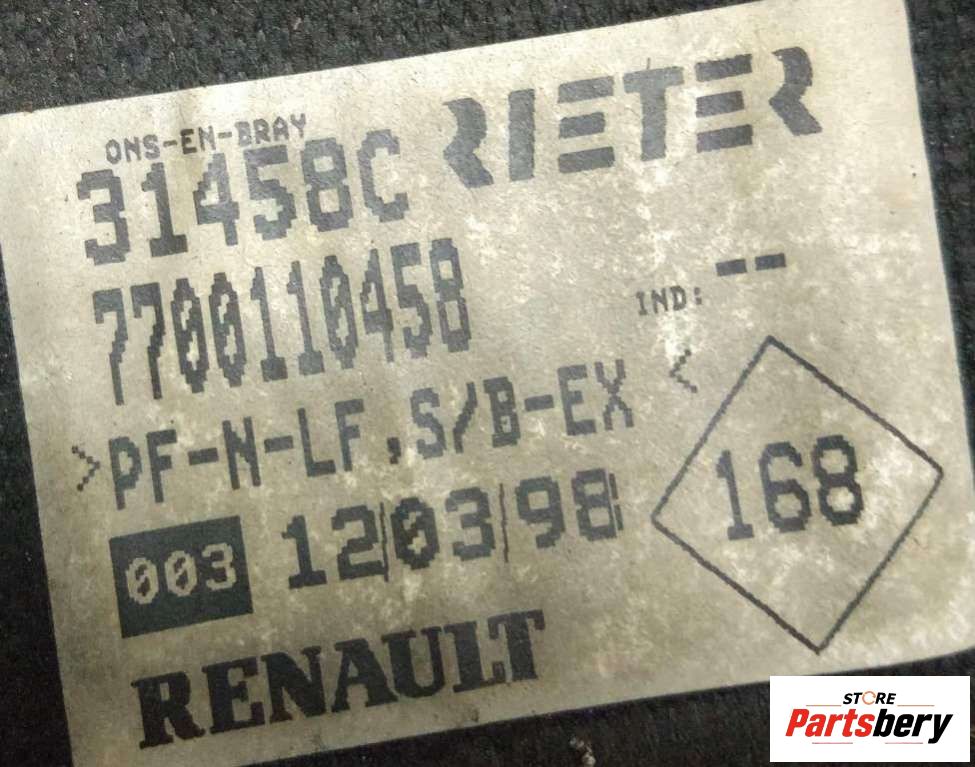 ONS-EN-BRAY
31458C RIETER
7700110458
IND: --
>PF-N-LF,S/B-EX<
003 12/03/98
168
RENAULT
STORE
Partsbery